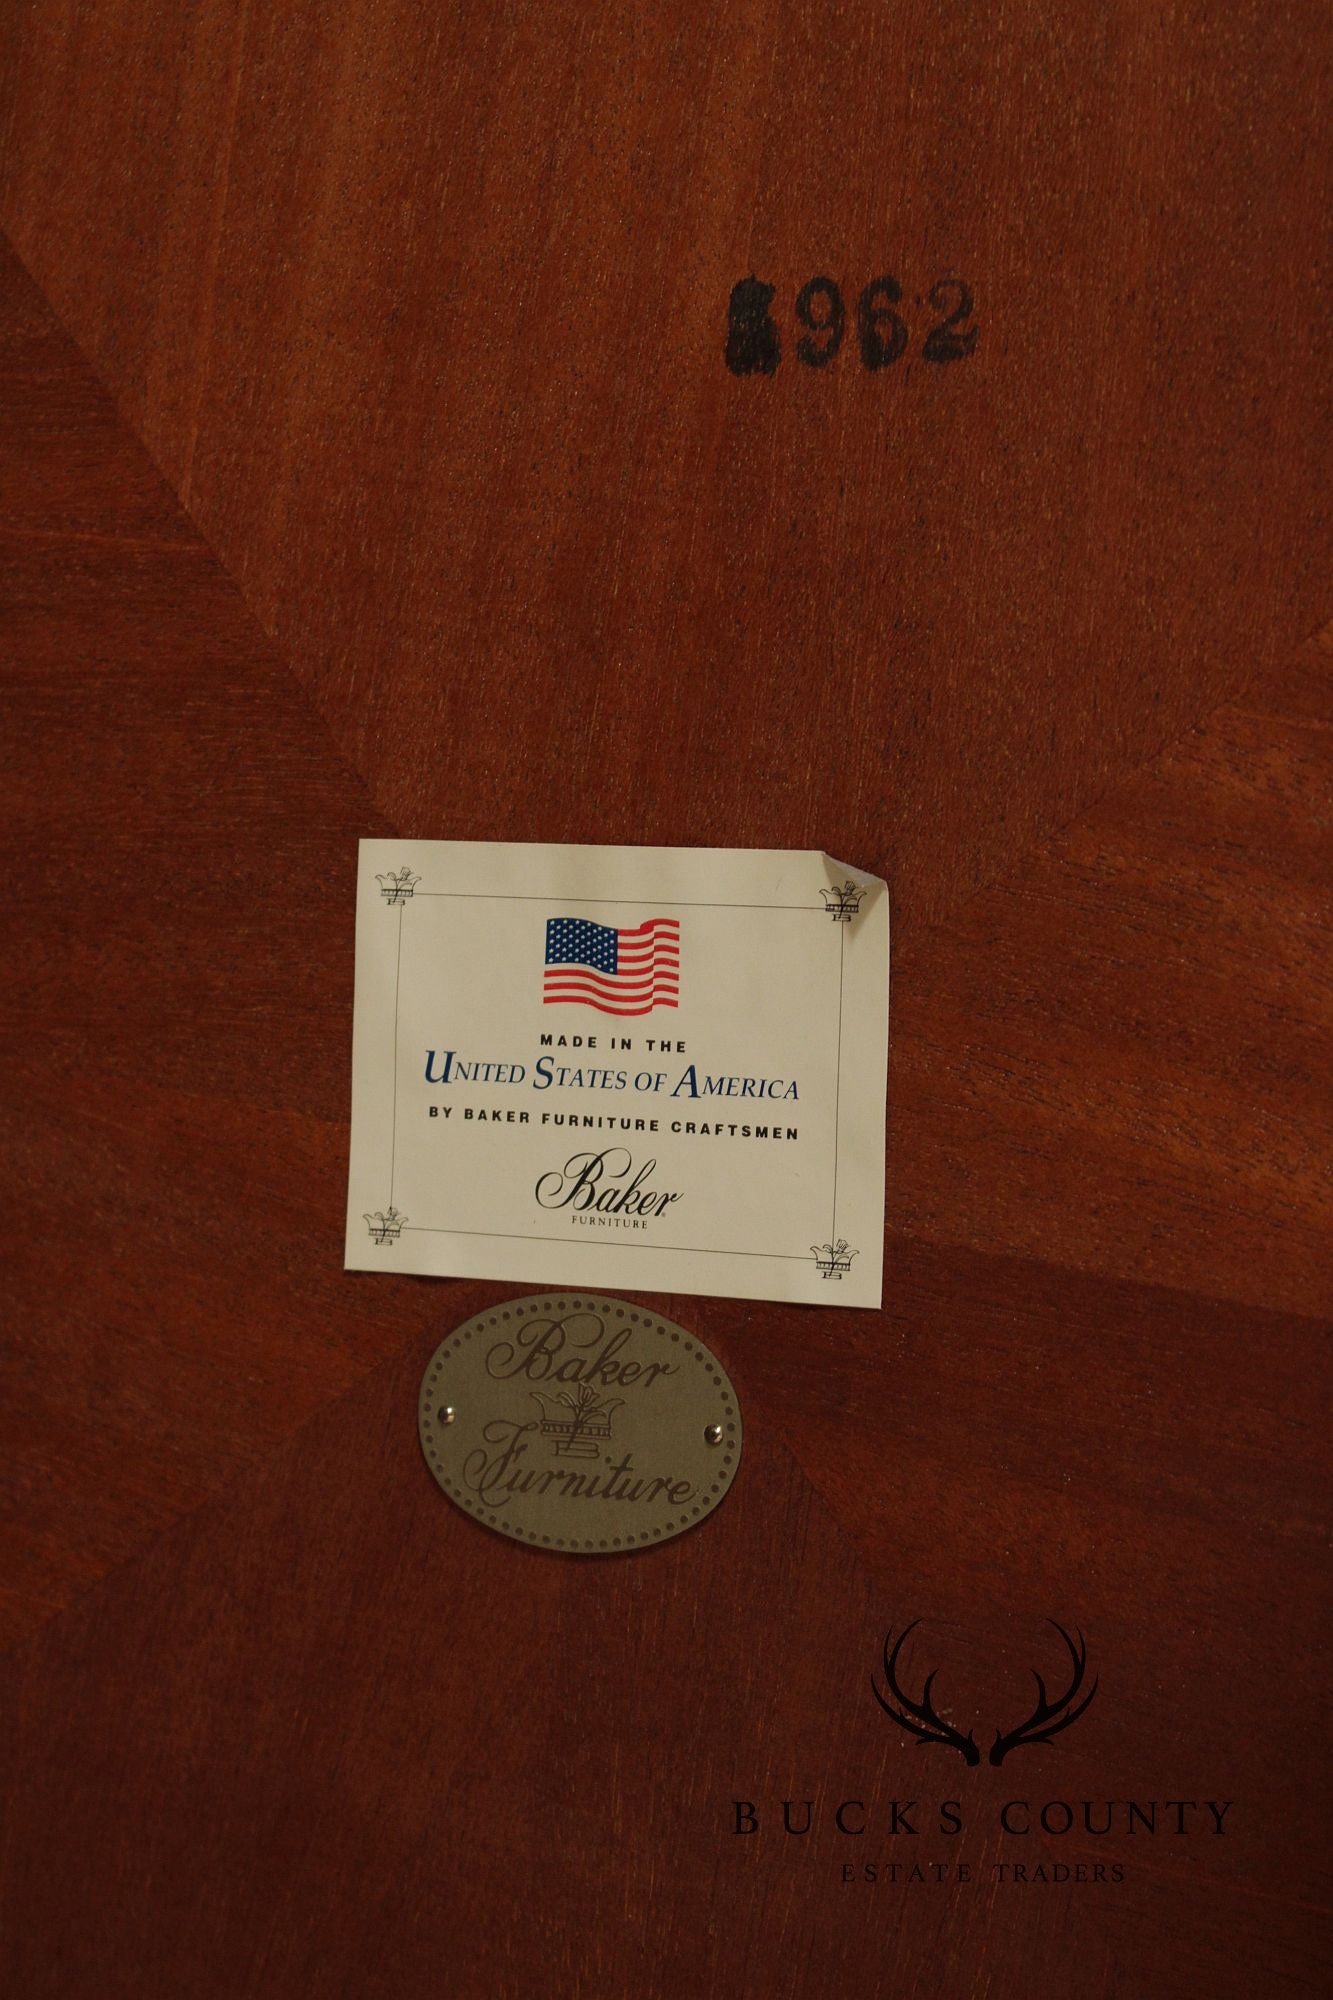 962
MADE IN THE
UNITED STATES OF AMERICA
BY BAKER FURNITURE CRAFTSMEN
Baker
FURNITURE
Baker
Furniture
BUCKS COUNTY
ESTATE TRADERS